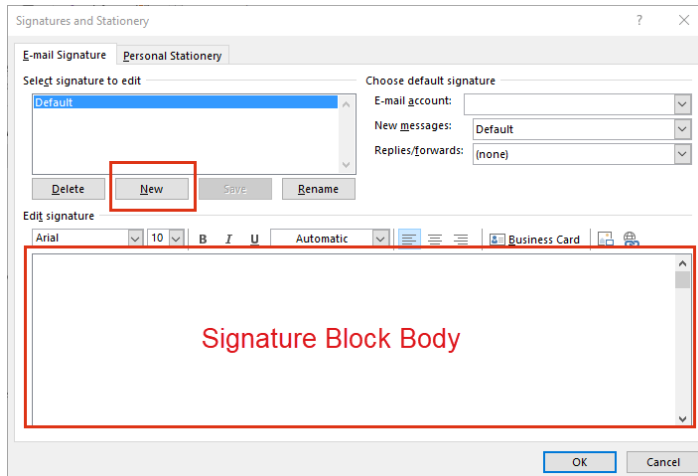 Signatures and Stationery ? X
E-mail Signature Personal Stationery
Select signature to edit Choose default signature
Default
E-mail account:
New messages: Default
Replies/forwards: (none)
Delete New Save Rename
Edit signature
Arial 10 B I U Automatic Business Card
Signature Block Body
OK Cancel